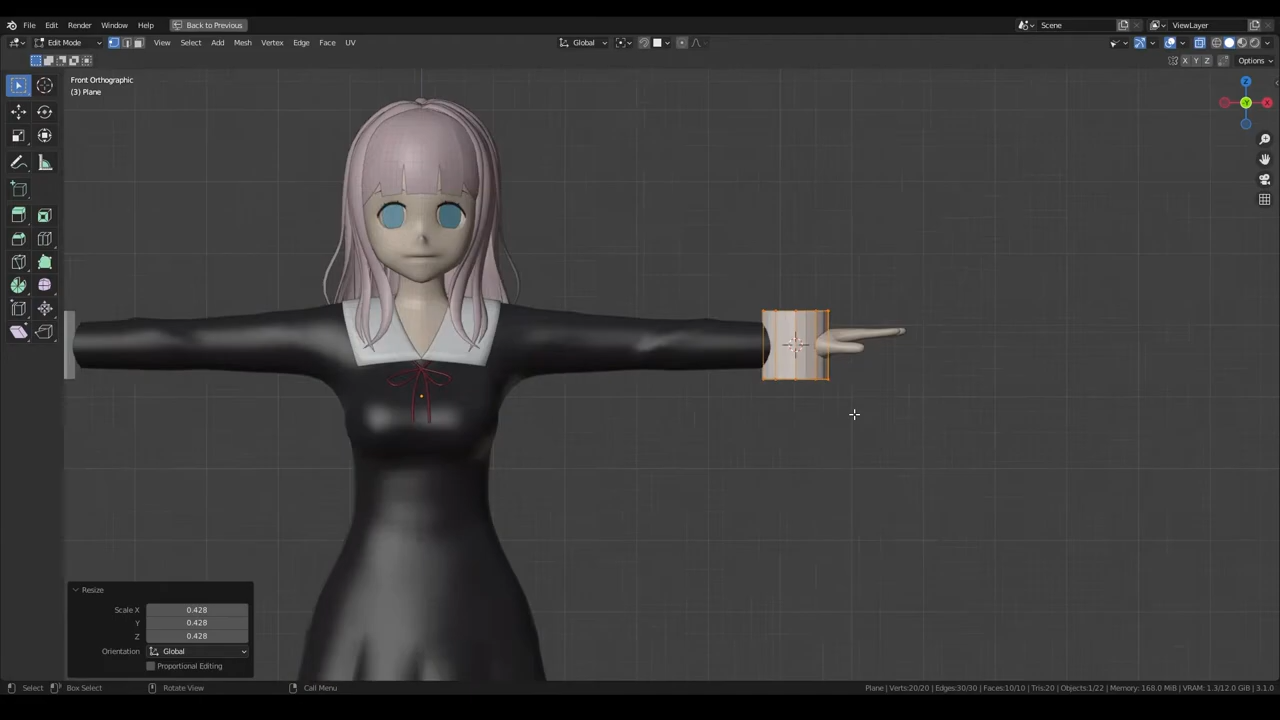 File Edit Render Window Help Back to Previous Scene ViewLayer
Edit Mode View Select Add Mesh Vertex Edge Face UV Global
X Y Z Options
Front Orthographic
(3) Plane
Z
X
Y
Resize
Scale X 0.428
Y 0.428
Z 0.428
Orientation Global
Proportional Editing
Select Box Select Rotate View Call Menu Plane | Verts:20/20 | Edges:30/30 | Faces:10/10 | Tris:20 | Objects:1/22 | Memory: 168.0 MiB | VRAM: 1.3/12.0 GiB | 3.1.0